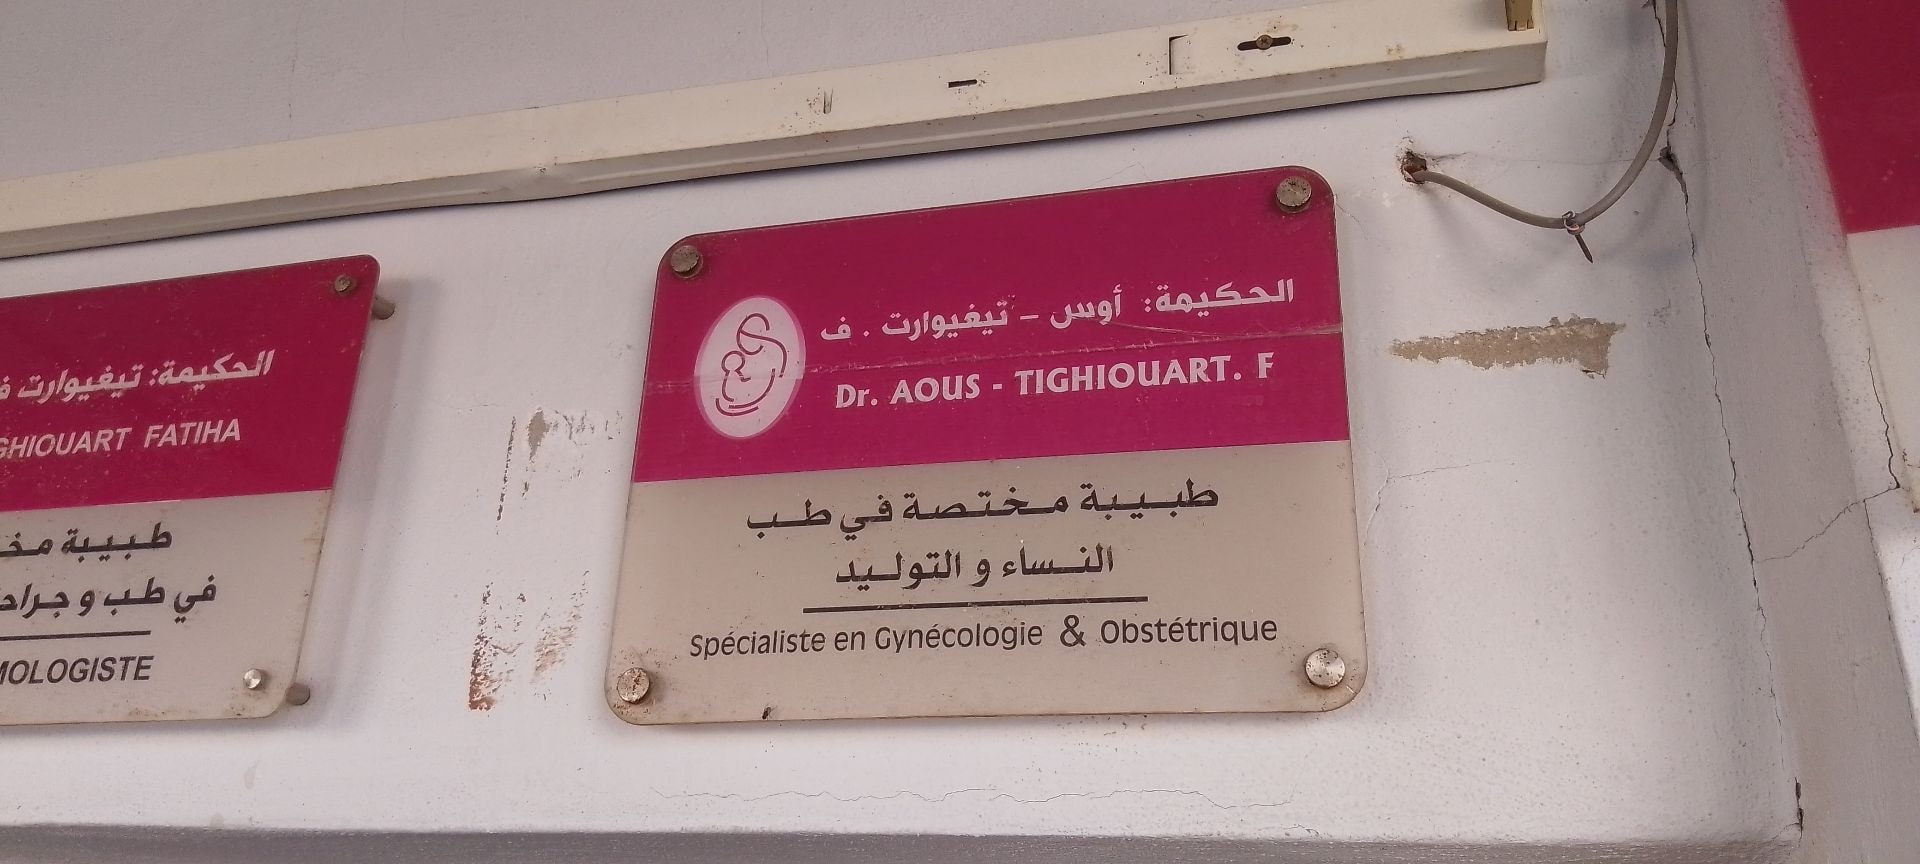 الحكيمة: تيغيوارت
GHIOUART FATIHA
طبيبة
في طب و
MOLOGISTE
الحكيمة: أوس - تيغيوارت . ف
Dr. AOUS - TIGHIOUART. F
طبيبة مختصة في طب
النساء و التوليد
Spécialiste en Gynécologie & Obstétrique